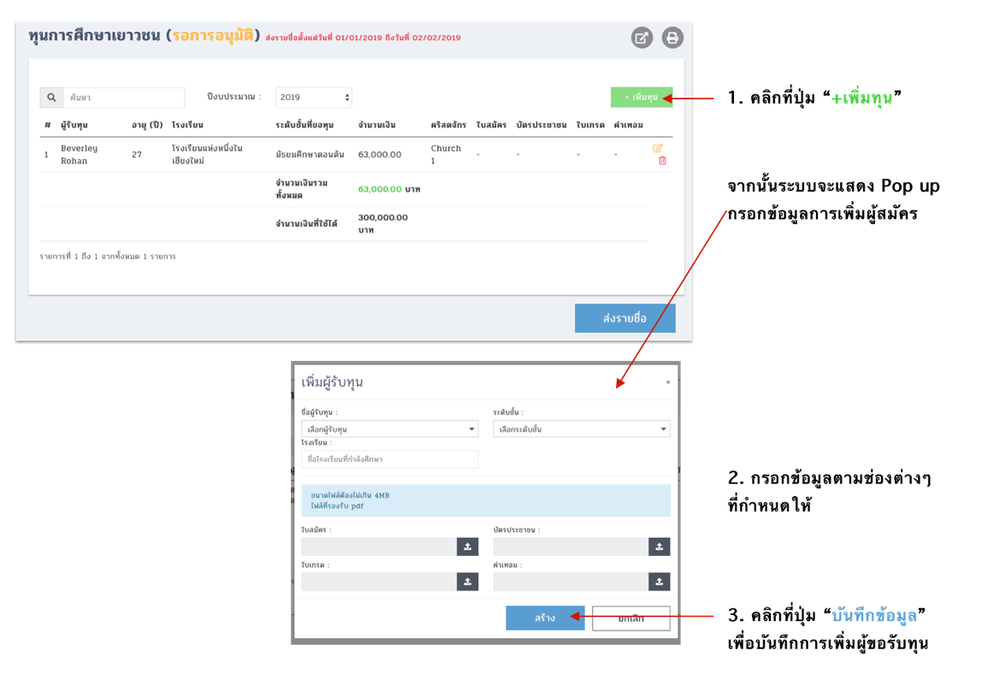 ทุนการศึกษาเยาวชน (รอการอนุมัติ) ส่งรายชื่อตั้งแต่วันที่ 01/01/2019 ถึงวันที่ 02/02/2019
ค้นหา ปีงบประมาณ : 2019 + เพิ่มทุน
# ผู้รับทุน อายุ (ปี) โรงเรียน ระดับชั้นที่ขอทุน จำนวนเงิน คริสตจักร ใบสมัคร บัตรประชาชน ใบเกรด ค่าเทอม
1 Beverley Rohan 27 โรงเรียนแห่งหนึ่งในเชียงใหม่ มัธยมศึกษาตอนต้น 63,000.00 Church 1 - - - -
จำนวนเงินรวมทั้งหมด 63,000.00 บาท
จำนวนเงินที่ใช้ได้ 300,000.00 บาท
รายการที่ 1 ถึง 1 จากทั้งหมด 1 รายการ
ส่งรายชื่อ
1. คลิกที่ปุ่ม “+เพิ่มทุน”
จากนั้นระบบจะแสดง Pop up
กรอกข้อมูลการเพิ่มผู้สมัคร
เพิ่มผู้รับทุน ×
ชื่อผู้รับทุน : ระดับชั้น :
เลือกผู้รับทุน เลือกระดับชั้น
โรงเรียน :
ชื่อโรงเรียนที่กำลังศึกษา
ขนาดไฟล์ต้องไม่เกิน 4MB
ไฟล์ที่รองรับ pdf
ใบสมัคร : บัตรประชาชน :
ใบเกรด : ค่าเทอม :
สร้าง ยกเลิก
2. กรอกข้อมูลตามช่องต่างๆ
ที่กำหนดให้
3. คลิกที่ปุ่ม “บันทึกข้อมูล”
เพื่อบันทึกการเพิ่มผู้ขอรับทุน